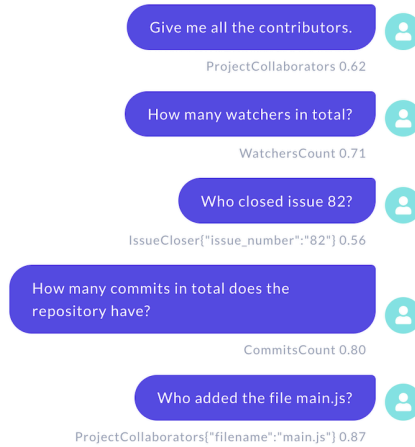 Give me all the contributors.
ProjectCollaborators 0.62
How many watchers in total?
WatchersCount 0.71
Who closed issue 82?
IssueCloser{"issue_number":"82"} 0.56
How many commits in total does the
repository have?
CommitsCount 0.80
Who added the file main.js?
ProjectCollaborators{"filename":"main.js"} 0.87